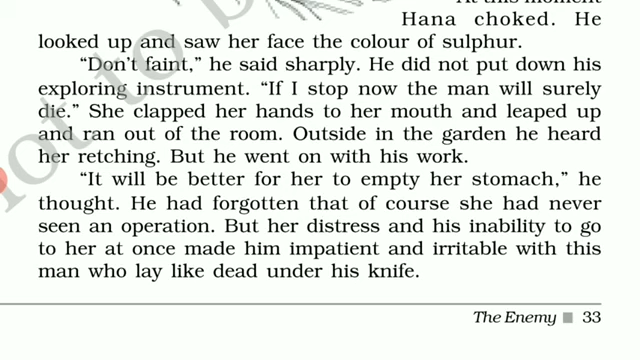 At this moment
Hana choked. He
looked up and saw her face the colour of sulphur.
“Don’t faint,” he said sharply. He did not put down his
exploring instrument. “If I stop now the man will surely
die.” She clapped her hands to her mouth and leaped up
and ran out of the room. Outside in the garden he heard
her retching. But he went on with his work.
“It will be better for her to empty her stomach,” he
thought. He had forgotten that of course she had never
seen an operation. But her distress and his inability to go
to her at once made him impatient and irritable with this
man who lay like dead under his knife.
The Enemy 33
not to b